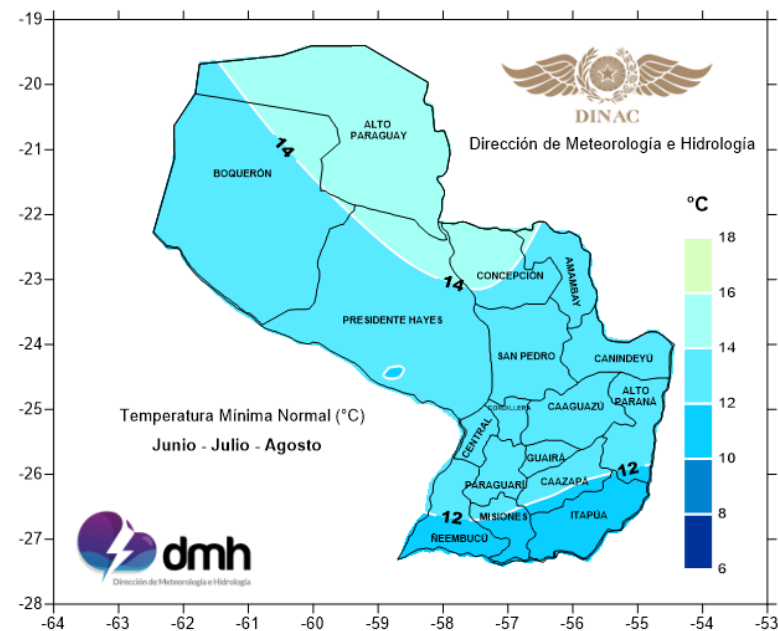 DINAC
Dirección de Meteorología e Hidrología
°C
18
16
14
12
10
8
6
ALTO
PARAGUAY
BOQUERÓN
14
14
CONCEPCIÓN
AMAMBAY
PRESIDENTE HAYES
SAN PEDRO
CANINDEYÚ
ALTO
PARANÁ
CORDILLERA
CAAGUAZÚ
CENTRAL
GUAIRÁ
CAAZAPÁ
PARAGUARÍ
12
12
MISIONES
ITAPÚA
ÑEEMBUCÚ
Temperatura Mínima Normal (°C)
Junio - Julio - Agosto
dmh
Dirección de Meteorología e Hidrología
-19
-20
-21
-22
-23
-24
-25
-26
-27
-28
-64
-63
-62
-61
-60
-59
-58
-57
-56
-55
-54
-53